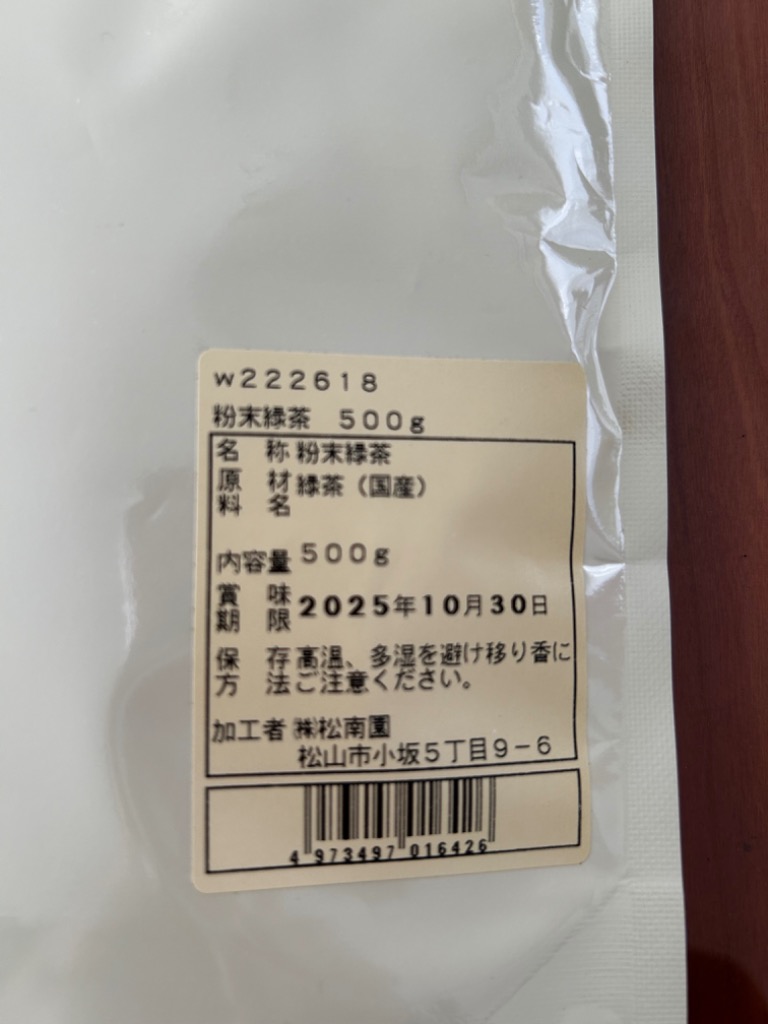 w222618
粉末緑茶　500g
名　称 粉末緑茶
原　材 緑茶（国産）
料　名
内容量 500g
賞　味 2025年10月30日
期　限
保　存 高温、多湿を避け移り香に
方　法 ご注意ください。
加工者 ㈱松南園
松山市小坂5丁目9－6
4 973497 016426